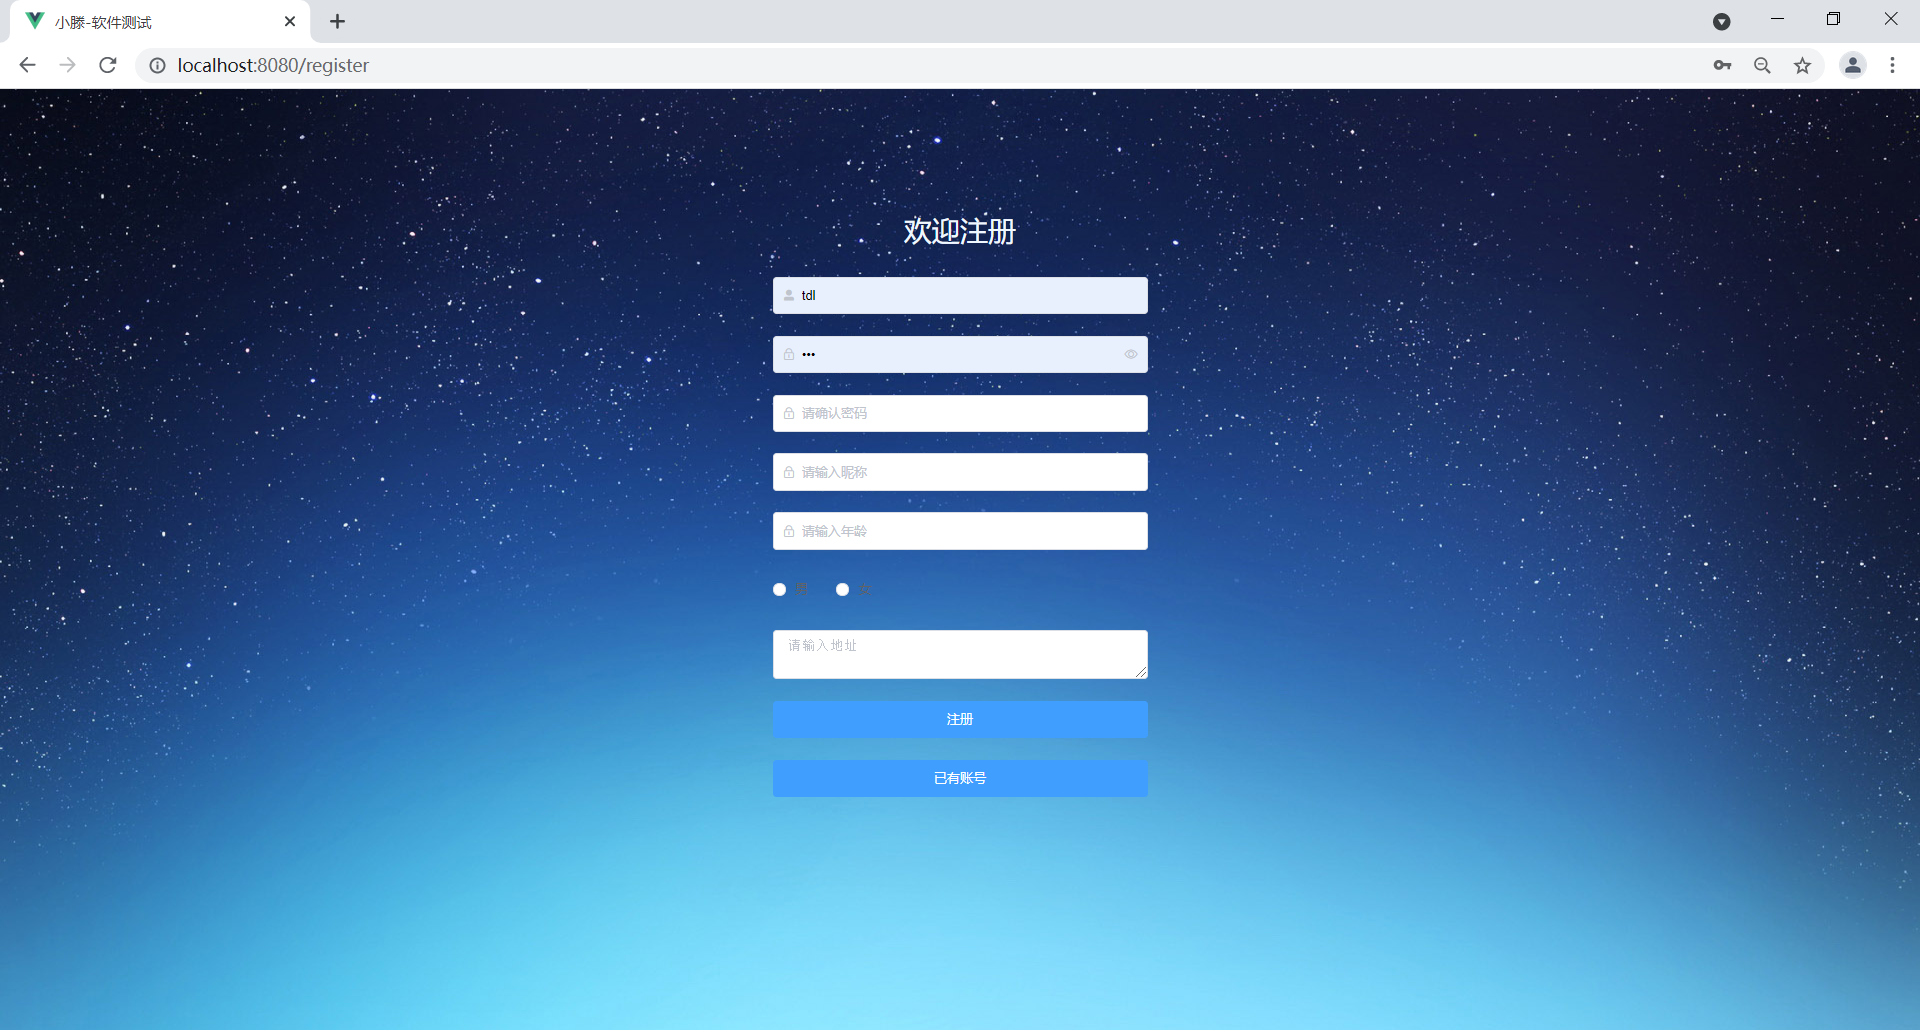 小滕-软件测试
localhost:8080/register
欢迎注册
tdl
•••
请确认密码
请输入昵称
请输入年龄
请输入地址
注册
已有账号